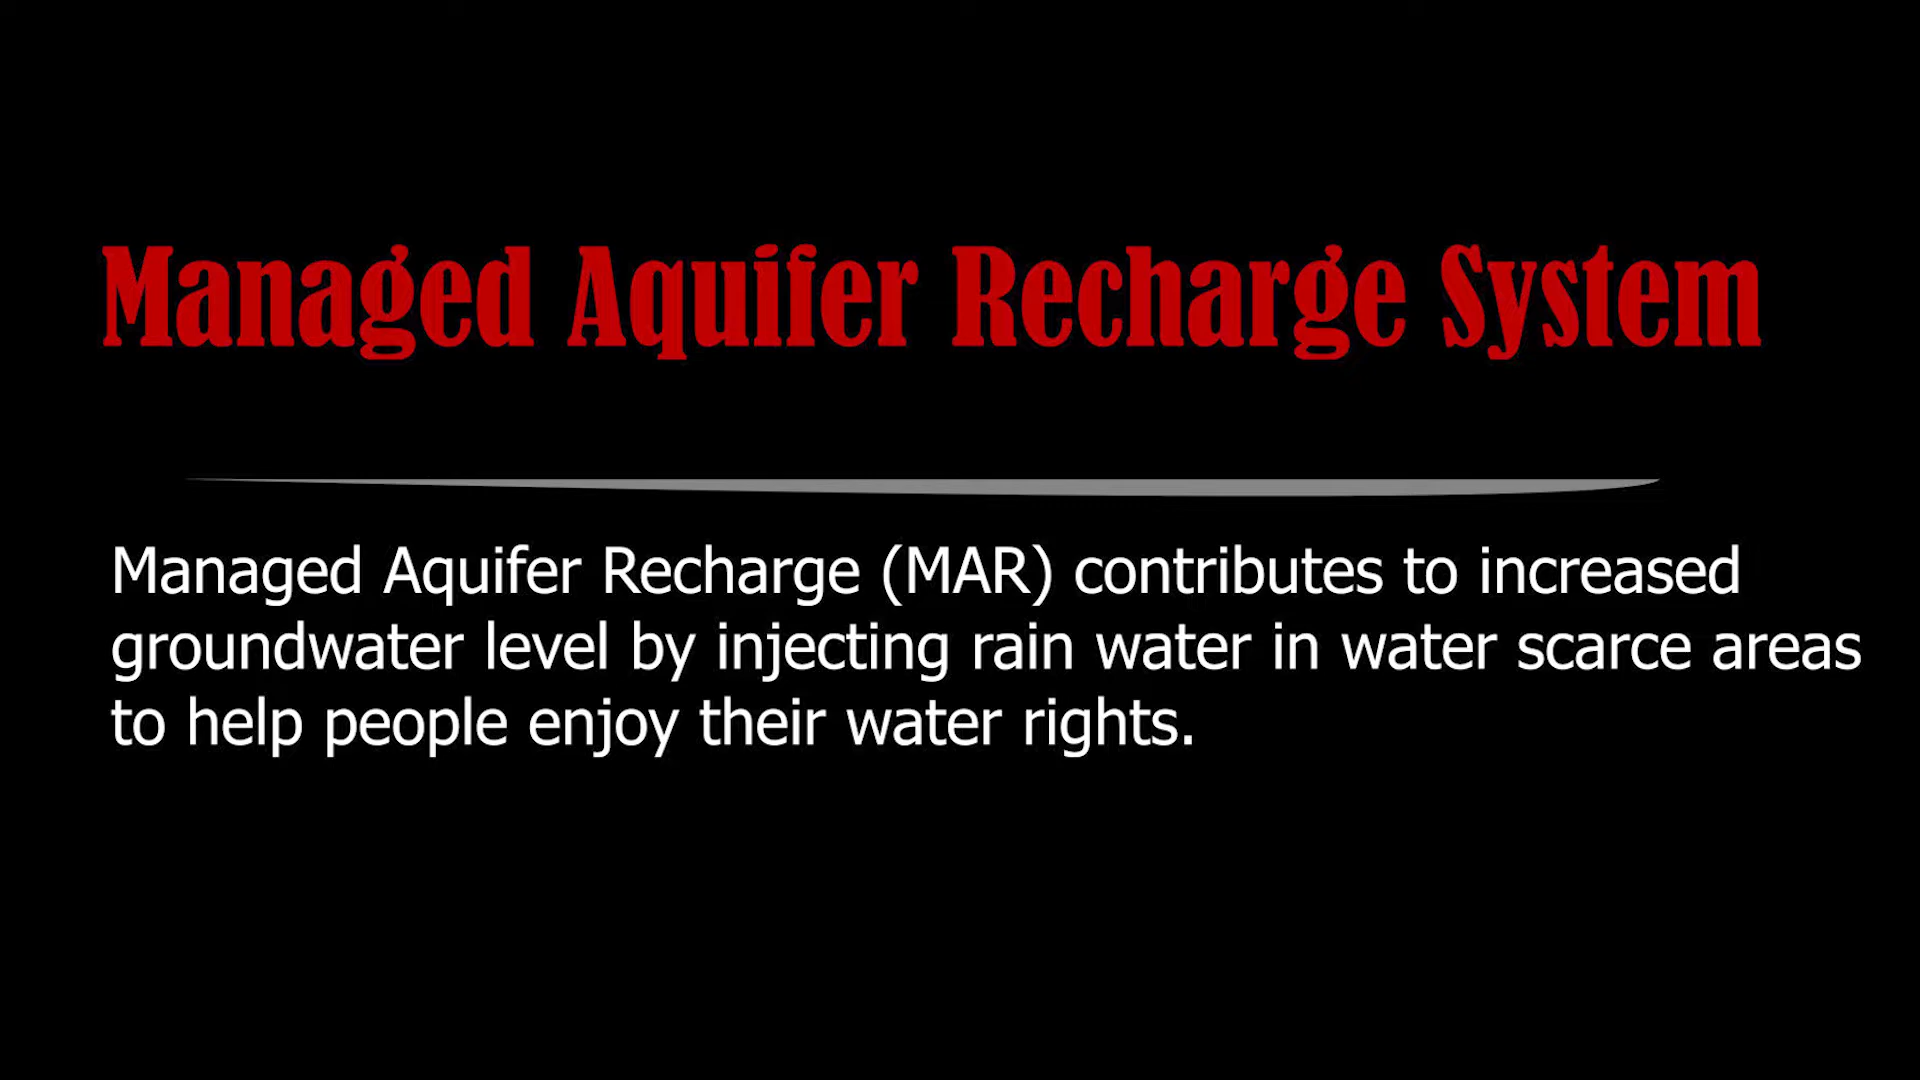 Managed Aquifer Recharge System
Managed Aquifer Recharge (MAR) contributes to increased
groundwater level by injecting rain water in water scarce areas
to help people enjoy their water rights.